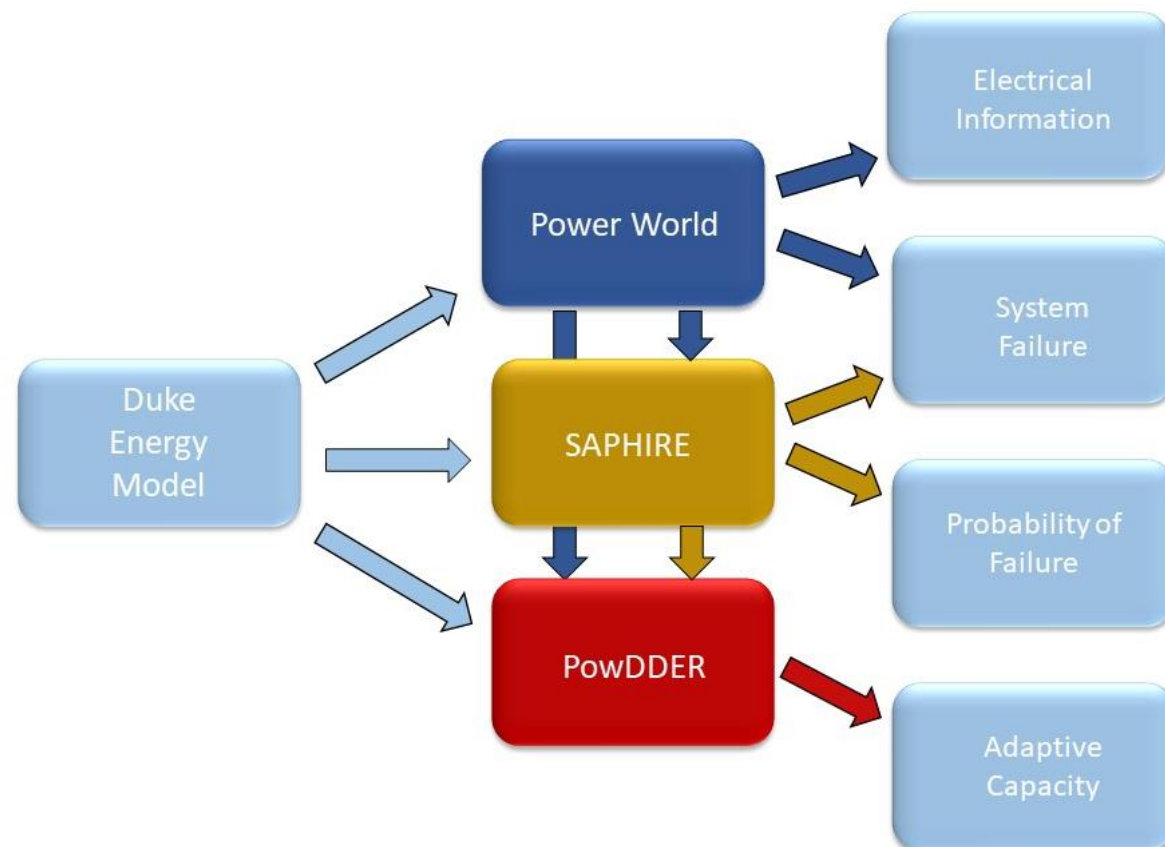 Duke
Energy
Model
Power World
SAPHIRE
PowDDER
Electrical
Information
System
Failure
Probability of
Failure
Adaptive
Capacity